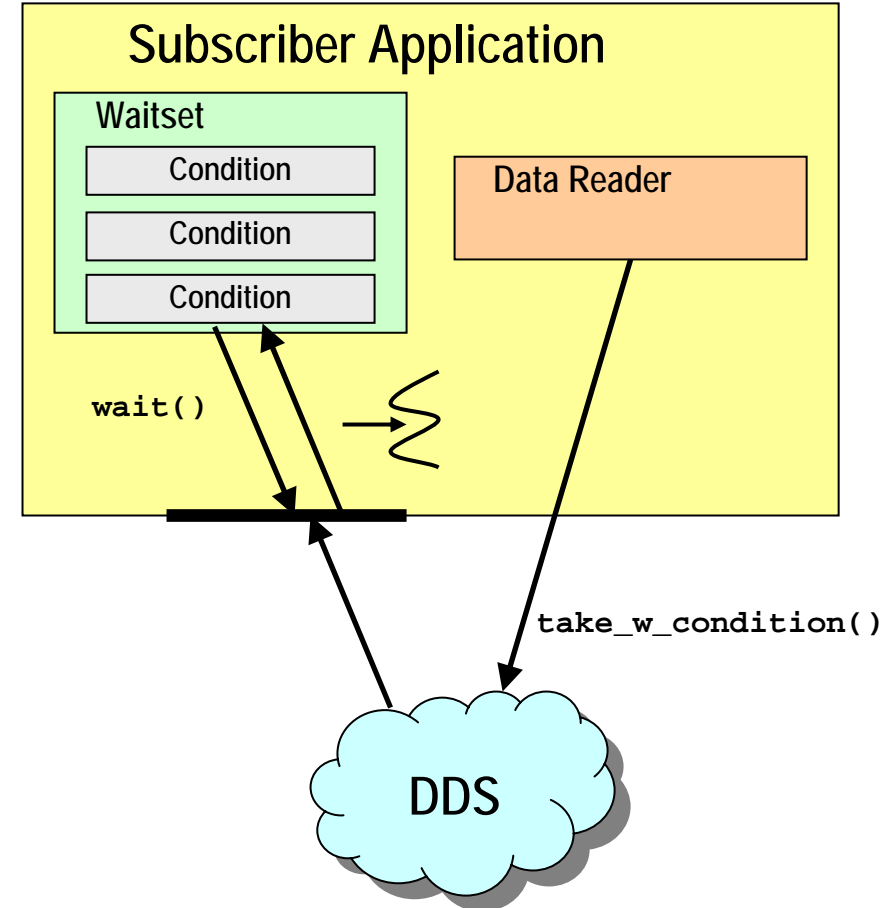 Subscriber Application
Waitset
Condition
Condition
Condition
Data Reader
wait()
take_w_condition()
DDS